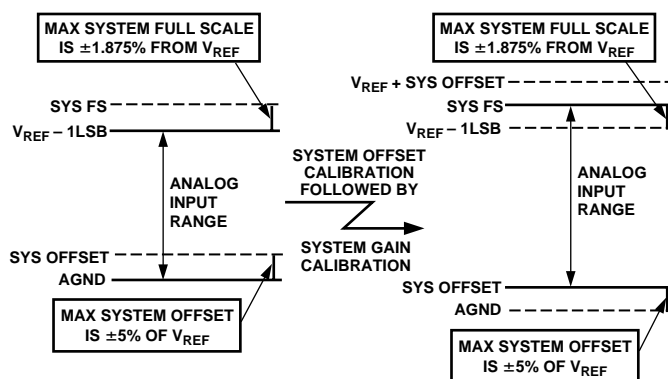 MAX SYSTEM FULL SCALE
IS ±1.875% FROM VREF
SYS FS
VREF – 1LSB
ANALOG
INPUT
RANGE
SYS OFFSET
AGND
MAX SYSTEM OFFSET
IS ±5% OF VREF
SYSTEM OFFSET
CALIBRATION
FOLLOWED BY
SYSTEM GAIN
CALIBRATION
MAX SYSTEM FULL SCALE
IS ±1.875% FROM VREF
VREF + SYS OFFSET
SYS FS
VREF – 1LSB
ANALOG
INPUT
RANGE
SYS OFFSET
AGND
MAX SYSTEM OFFSET
IS ±5% OF VREF